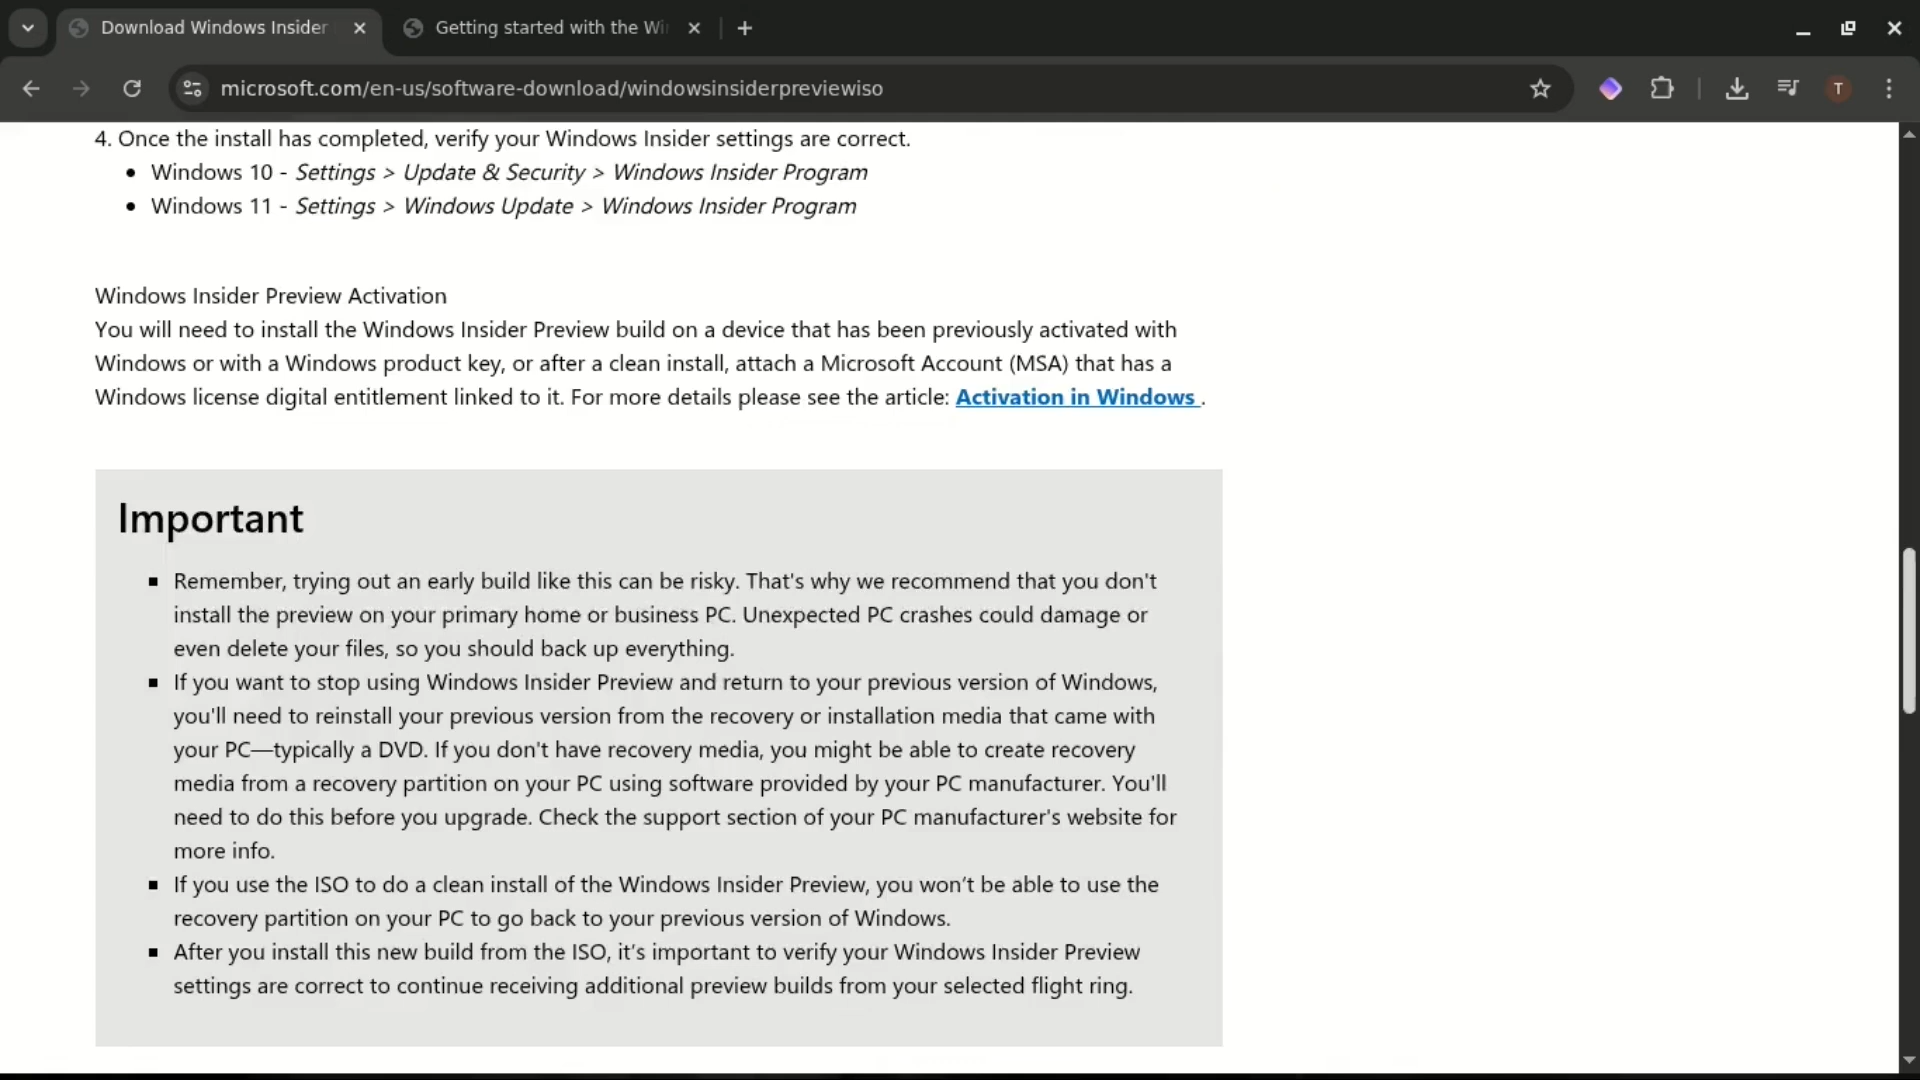 Download Windows Insider
Getting started with the Wi
microsoft.com/en-us/software-download/windowsinsiderpreviewiso
T
4. Once the install has completed, verify your Windows Insider settings are correct.
• Windows 10 - Settings > Update & Security > Windows Insider Program
• Windows 11 - Settings > Windows Update > Windows Insider Program
Windows Insider Preview Activation
You will need to install the Windows Insider Preview build on a device that has been previously activated with
Windows or with a Windows product key, or after a clean install, attach a Microsoft Account (MSA) that has a
Windows license digital entitlement linked to it. For more details please see the article: Activation in Windows .
Important
▪ Remember, trying out an early build like this can be risky. That's why we recommend that you don't
install the preview on your primary home or business PC. Unexpected PC crashes could damage or
even delete your files, so you should back up everything.
▪ If you want to stop using Windows Insider Preview and return to your previous version of Windows,
you'll need to reinstall your previous version from the recovery or installation media that came with
your PC—typically a DVD. If you don't have recovery media, you might be able to create recovery
media from a recovery partition on your PC using software provided by your PC manufacturer. You'll
need to do this before you upgrade. Check the support section of your PC manufacturer's website for
more info.
▪ If you use the ISO to do a clean install of the Windows Insider Preview, you won’t be able to use the
recovery partition on your PC to go back to your previous version of Windows.
▪ After you install this new build from the ISO, it’s important to verify your Windows Insider Preview
settings are correct to continue receiving additional preview builds from your selected flight ring.